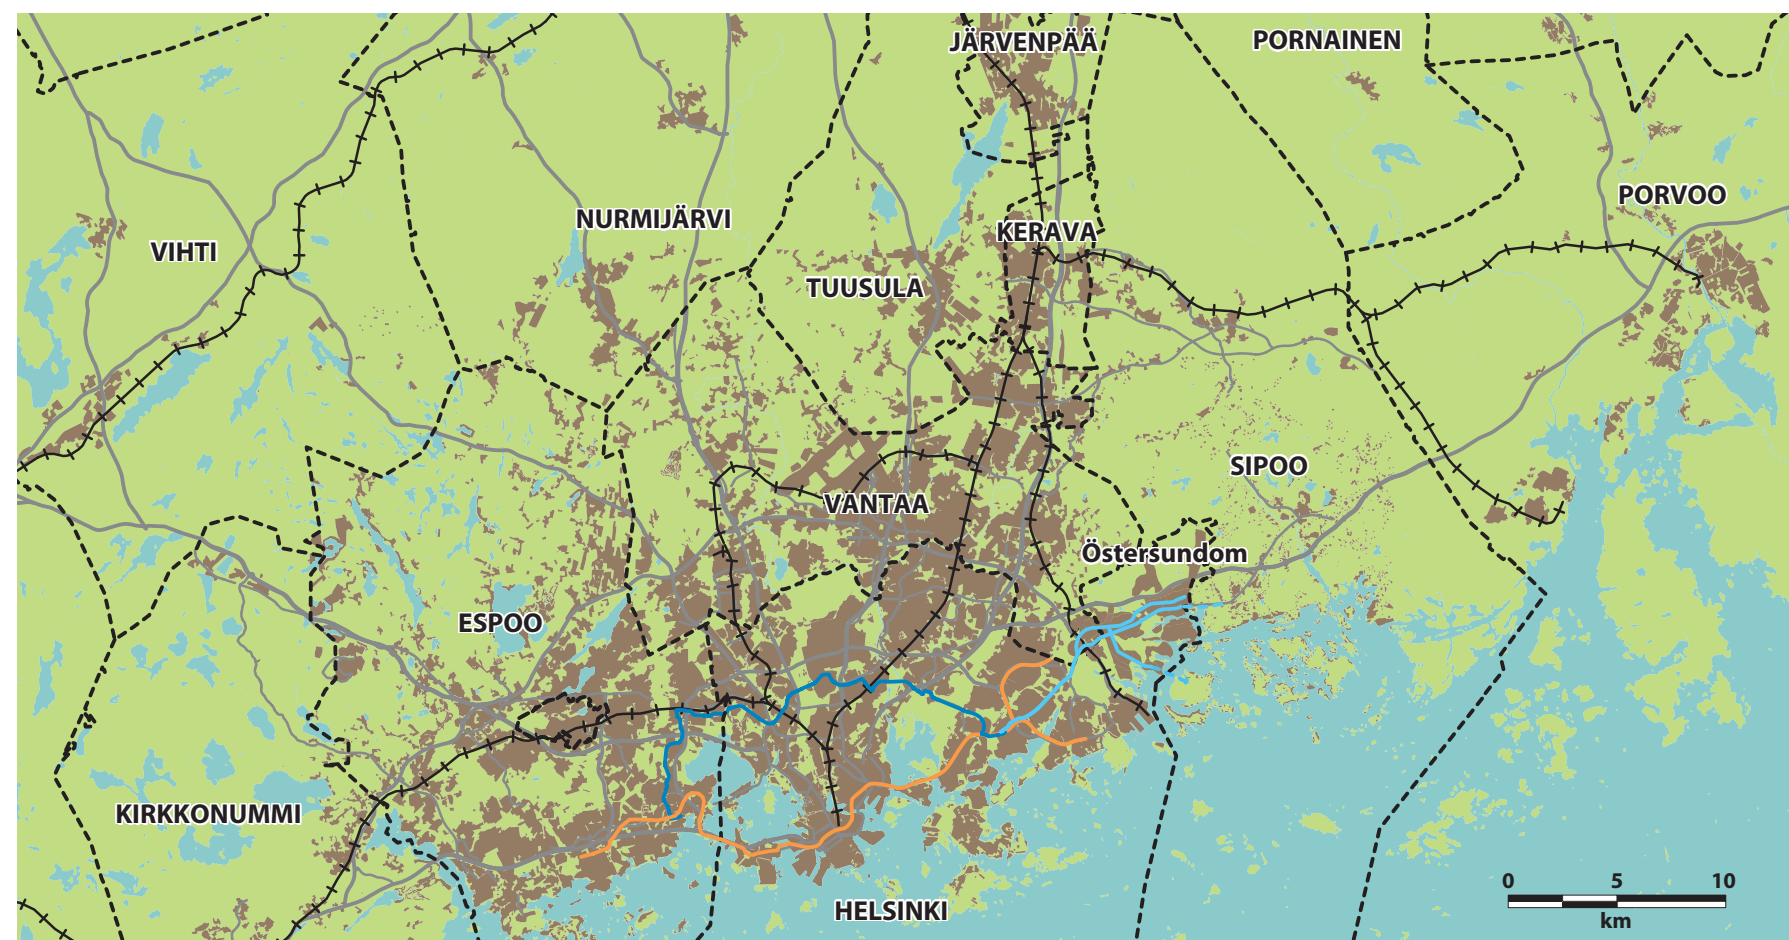 JÄRVENPÄÄ
PORNAINEN
PORVOO
NURMIJÄRVI
KERAVA
VIHTI
TUUSULA
SIPOO
VANTAA
Östersundom
ESPOO
KIRKKONUMMI
HELSINKI
0 5 10
km